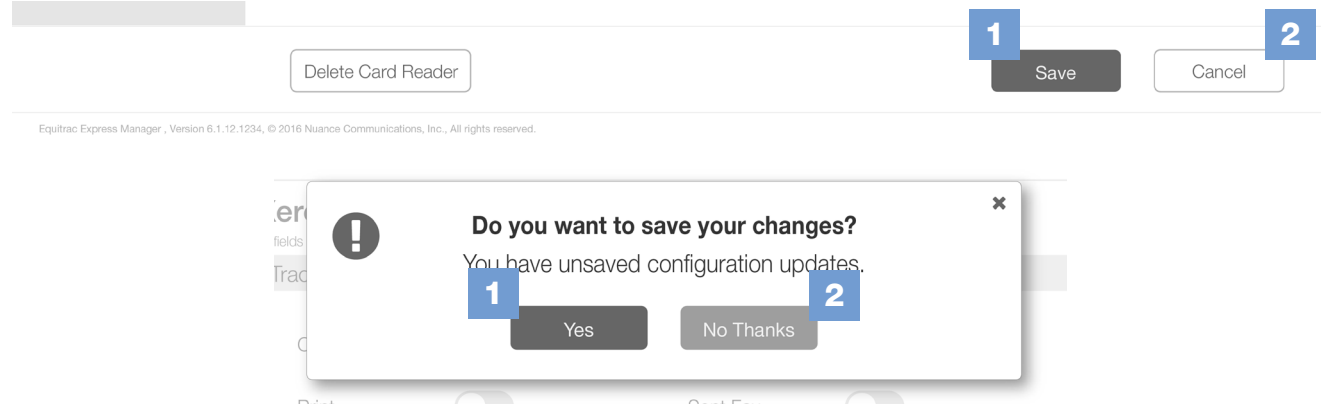 1
2
Delete Card Reader
Save
Cancel
Equitrac Express Manager , Version 6.1.12.1234, © 2016 Nuance Communications, Inc., All rights reserved.
Do you want to save your changes?
fields
You have unsaved configuration updates.
1
2
Yes
No Thanks